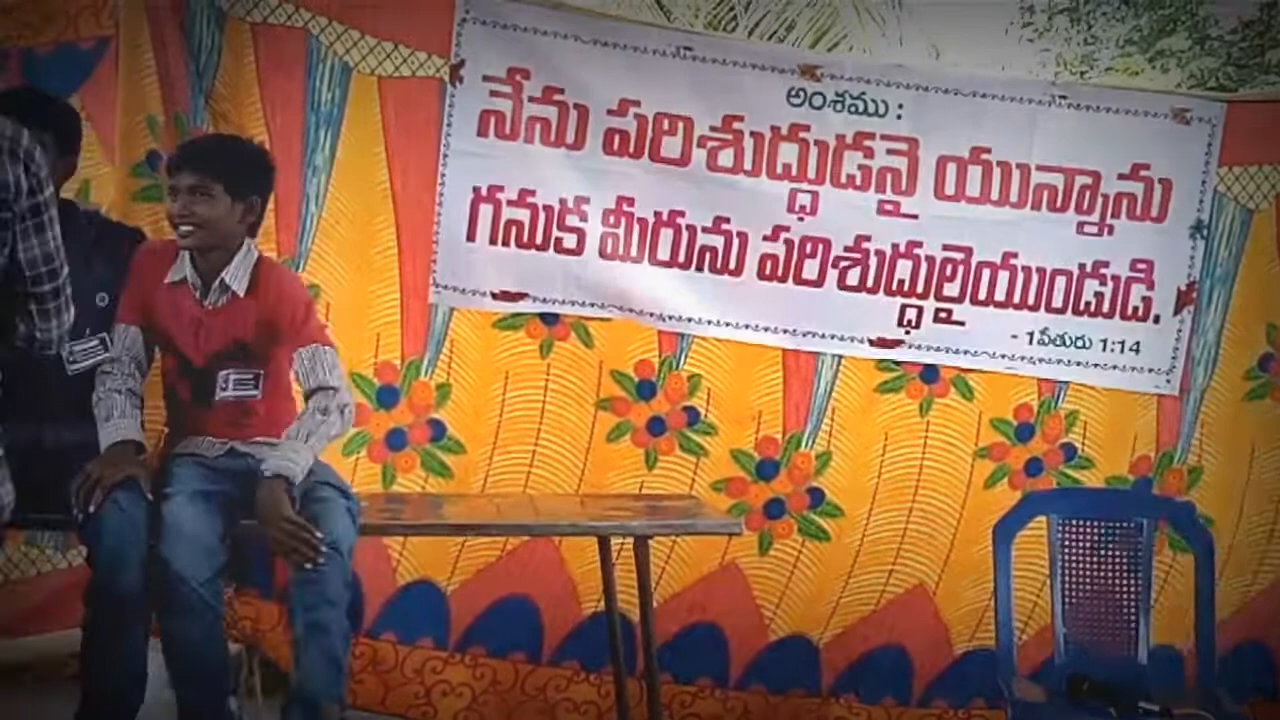 అంశము :
నేను పరిశుద్ధుడనై యున్నాను
గనుక మీరును పరిశుద్ధులైయుండుడి.
- 1పేతురు 1:14